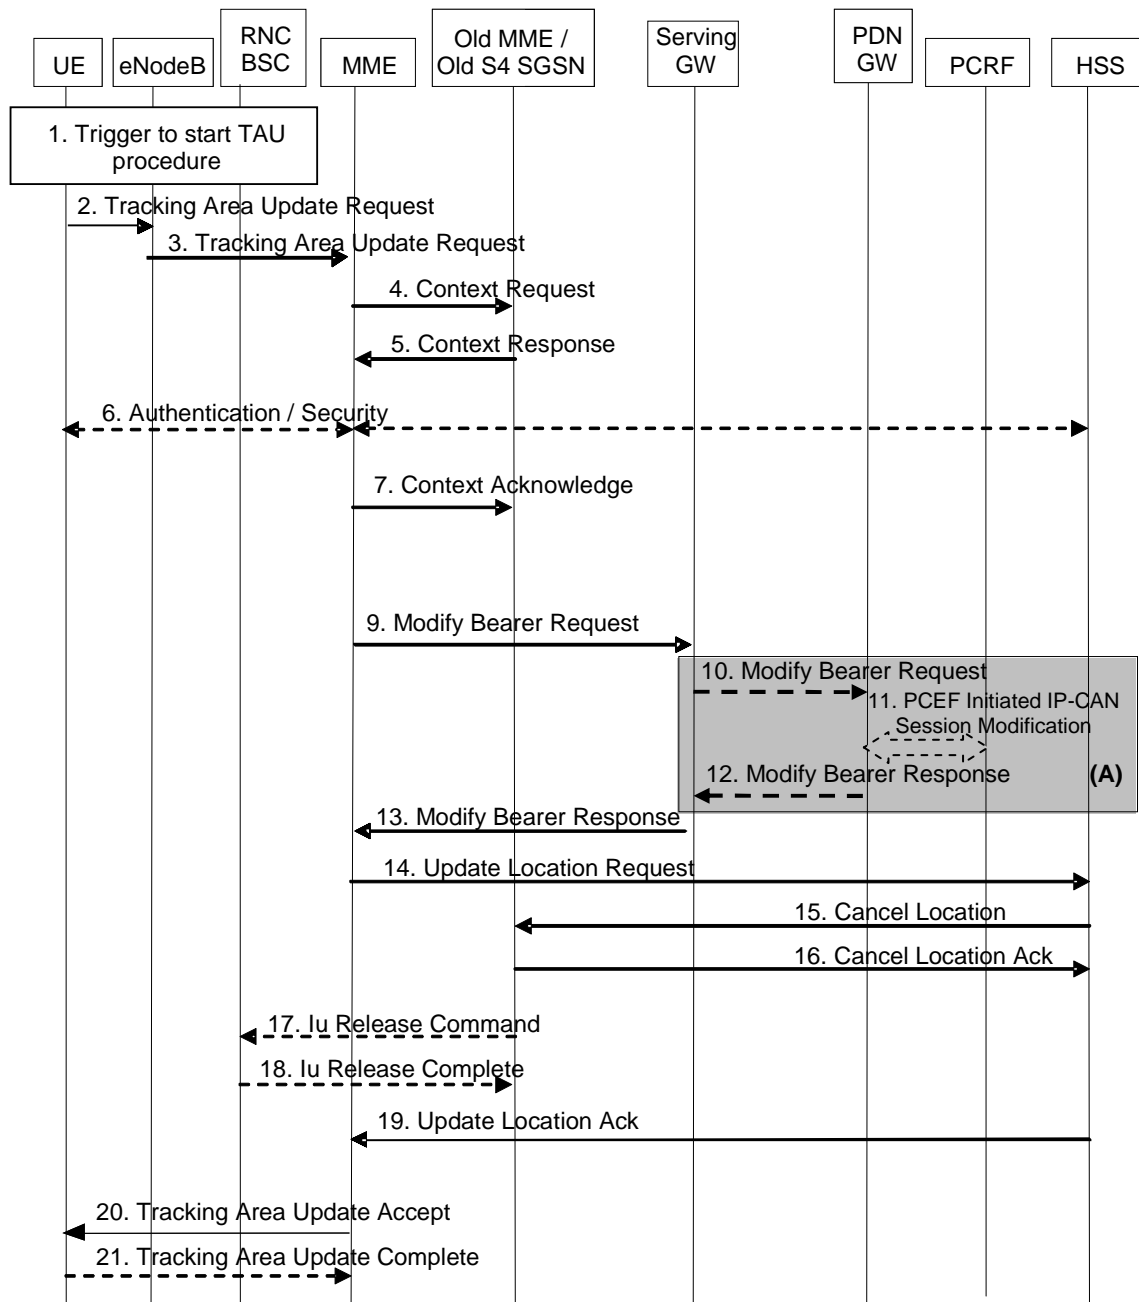 UE
eNodeB
RNC
BSC
MME
Old MME /
Old S4 SGSN
Serving
GW
PDN
GW
PCRF
HSS
1. Trigger to start TAU
procedure
2. Tracking Area Update Request
3. Tracking Area Update Request
4. Context Request
5. Context Response
6. Authentication / Security
7. Context Acknowledge
9. Modify Bearer Request
10. Modify Bearer Request
11. PCEF Initiated IP-CAN
Session Modification
12. Modify Bearer Response
(A)
13. Modify Bearer Response
14. Update Location Request
15. Cancel Location
16. Cancel Location Ack
17. Iu Release Command
18. Iu Release Complete
19. Update Location Ack
20. Tracking Area Update Accept
21. Tracking Area Update Complete